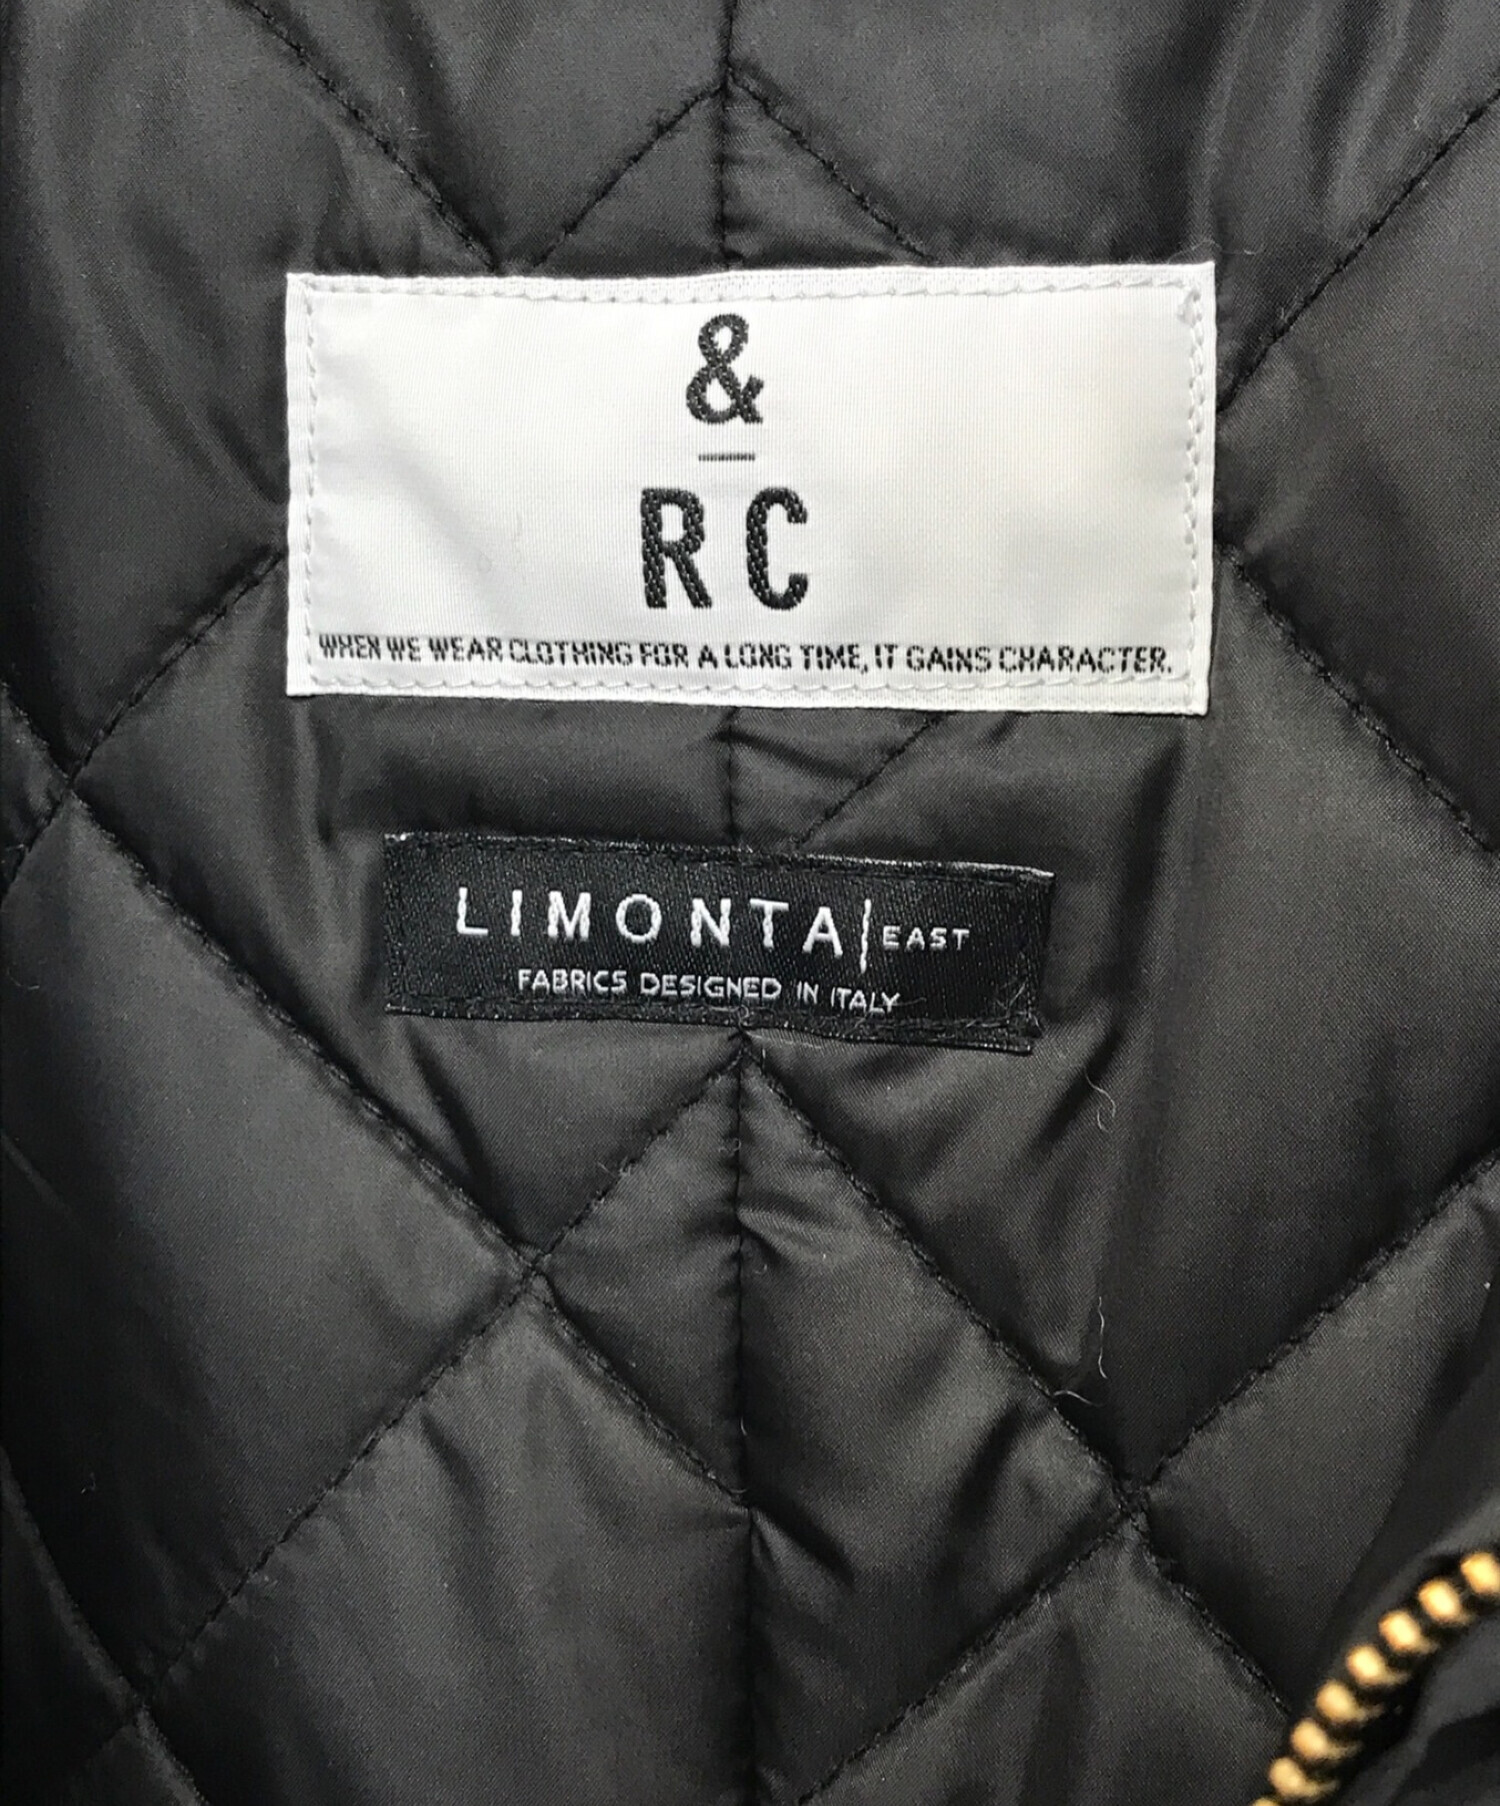 &
RC
WHEN WE WEAR CLOTHING FOR A LONG TIME, IT GAINS CHARACTER.
LIMONTA|EAST
FABRICS DESIGNED IN ITALY